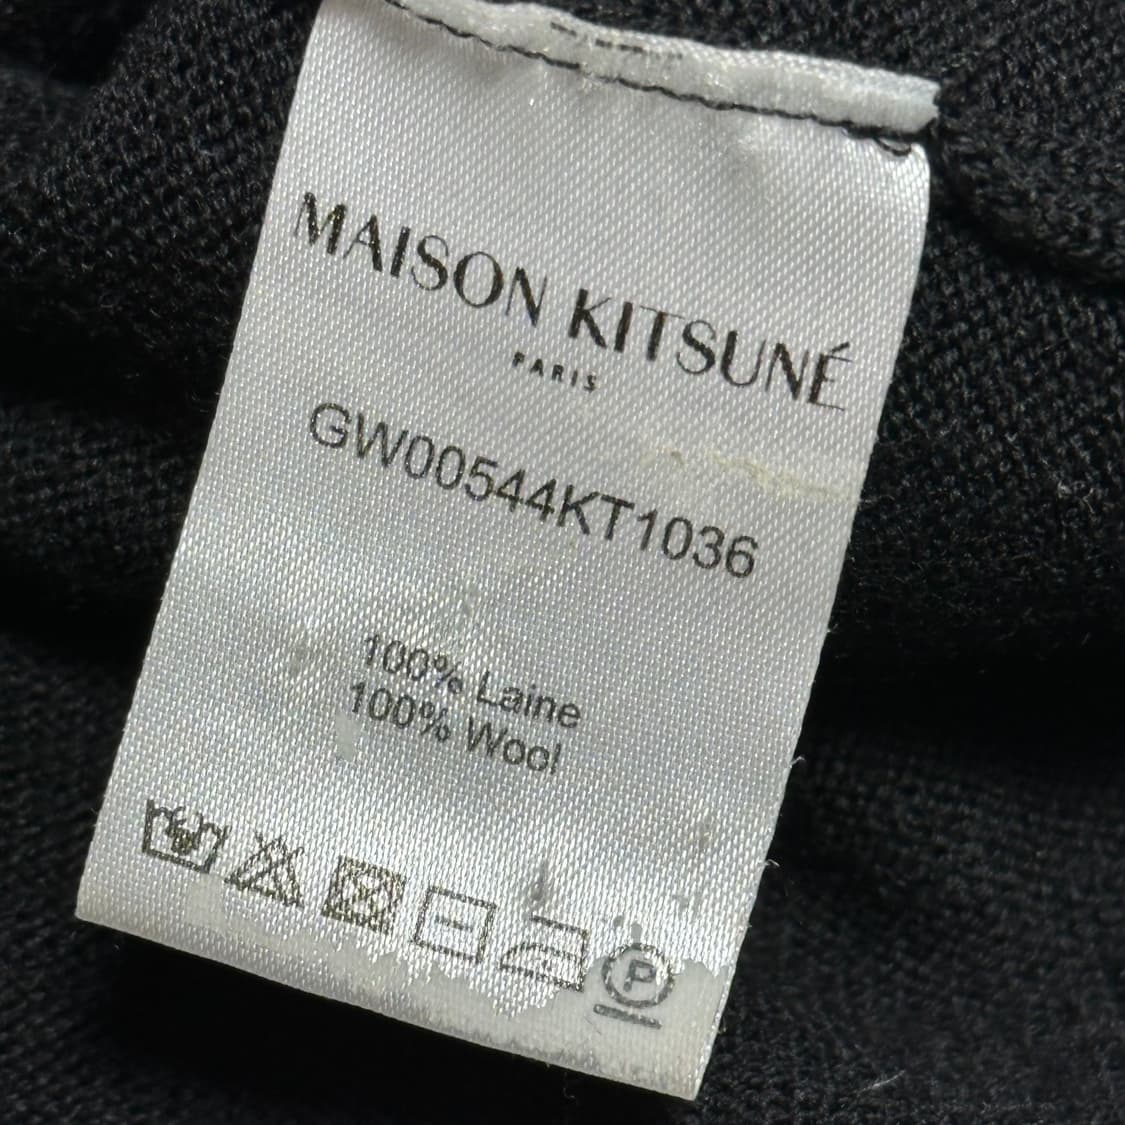 MAISON KITSUNÉ
PARIS
GW00544KT1036
100% Laine
100% Wool
P